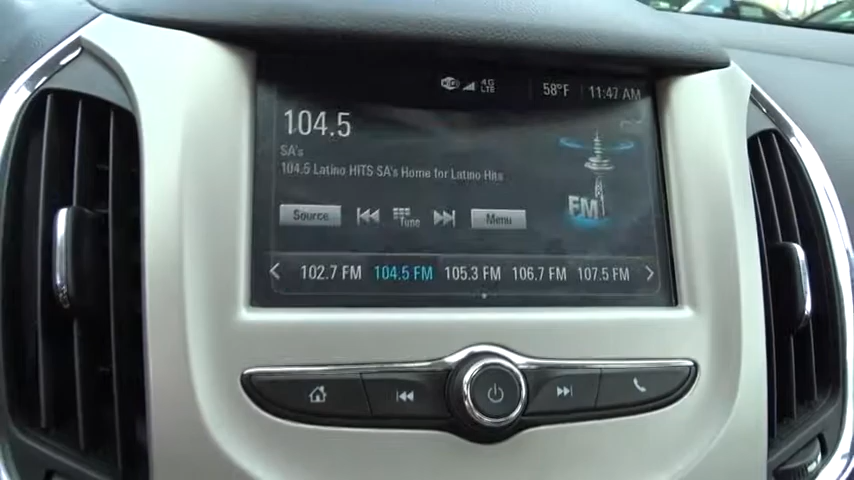 4G LTE 58°F 11:47 AM
104.5
SA's
104.5 Latino HITS SA's Home for Latino Hits
FM
Source Tune Menu
102.7 FM 104.5 FM 105.3 FM 106.7 FM 107.5 FM